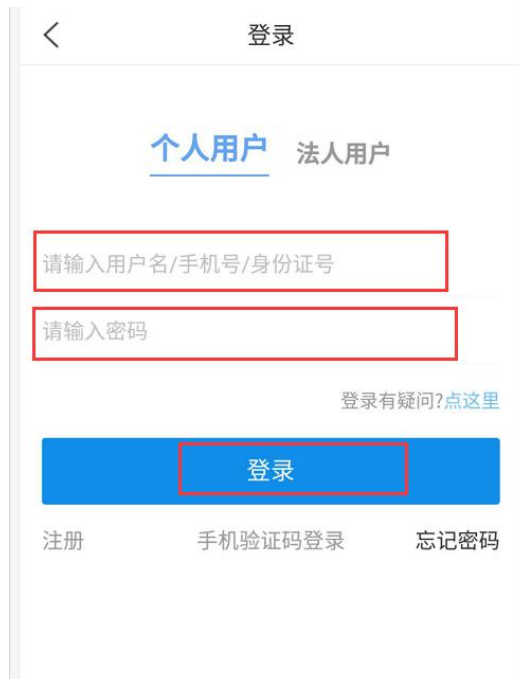 登录
个人用户 法人用户
请输入用户名/手机号/身份证号
请输入密码
登录有疑问?点这里
登录
注册 手机验证码登录 忘记密码